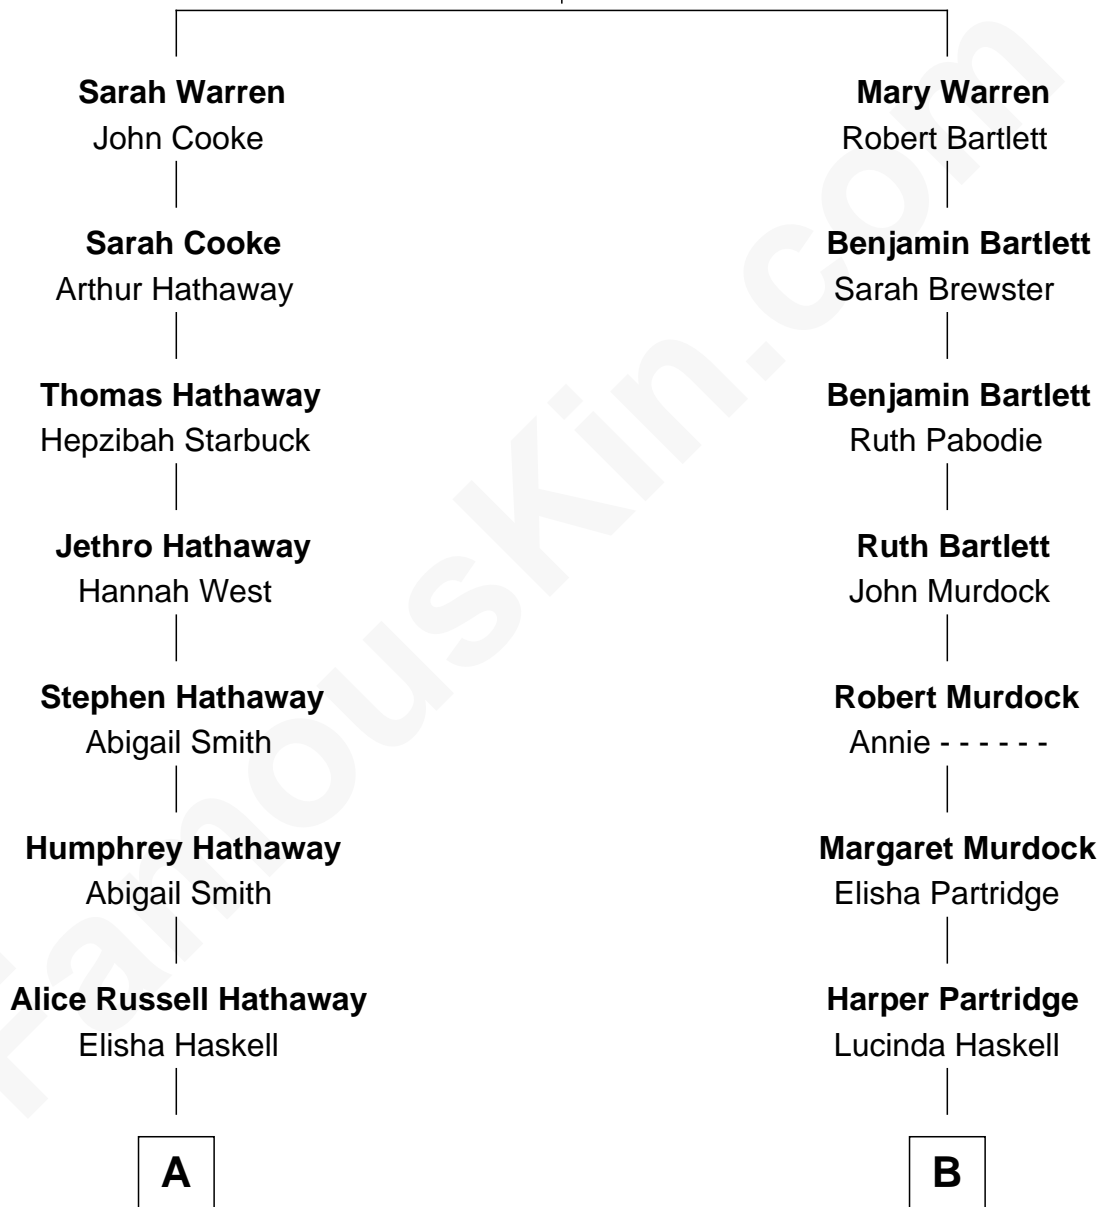 Sarah Warren
John Cooke
Sarah Cooke
Arthur Hathaway
Thomas Hathaway
Hepzibah Starbuck
Jethro Hathaway
Hannah West
Stephen Hathaway
Abigail Smith
Humphrey Hathaway
Abigail Smith
Alice Russell Hathaway
Elisha Haskell
A
Mary Warren
Robert Bartlett
Benjamin Bartlett
Sarah Brewster
Benjamin Bartlett
Ruth Pabodie
Ruth Bartlett
John Murdock
Robert Murdock
Annie - - - - - -
Margaret Murdock
Elisha Partridge
Harper Partridge
Lucinda Haskell
B
FamousKin.com